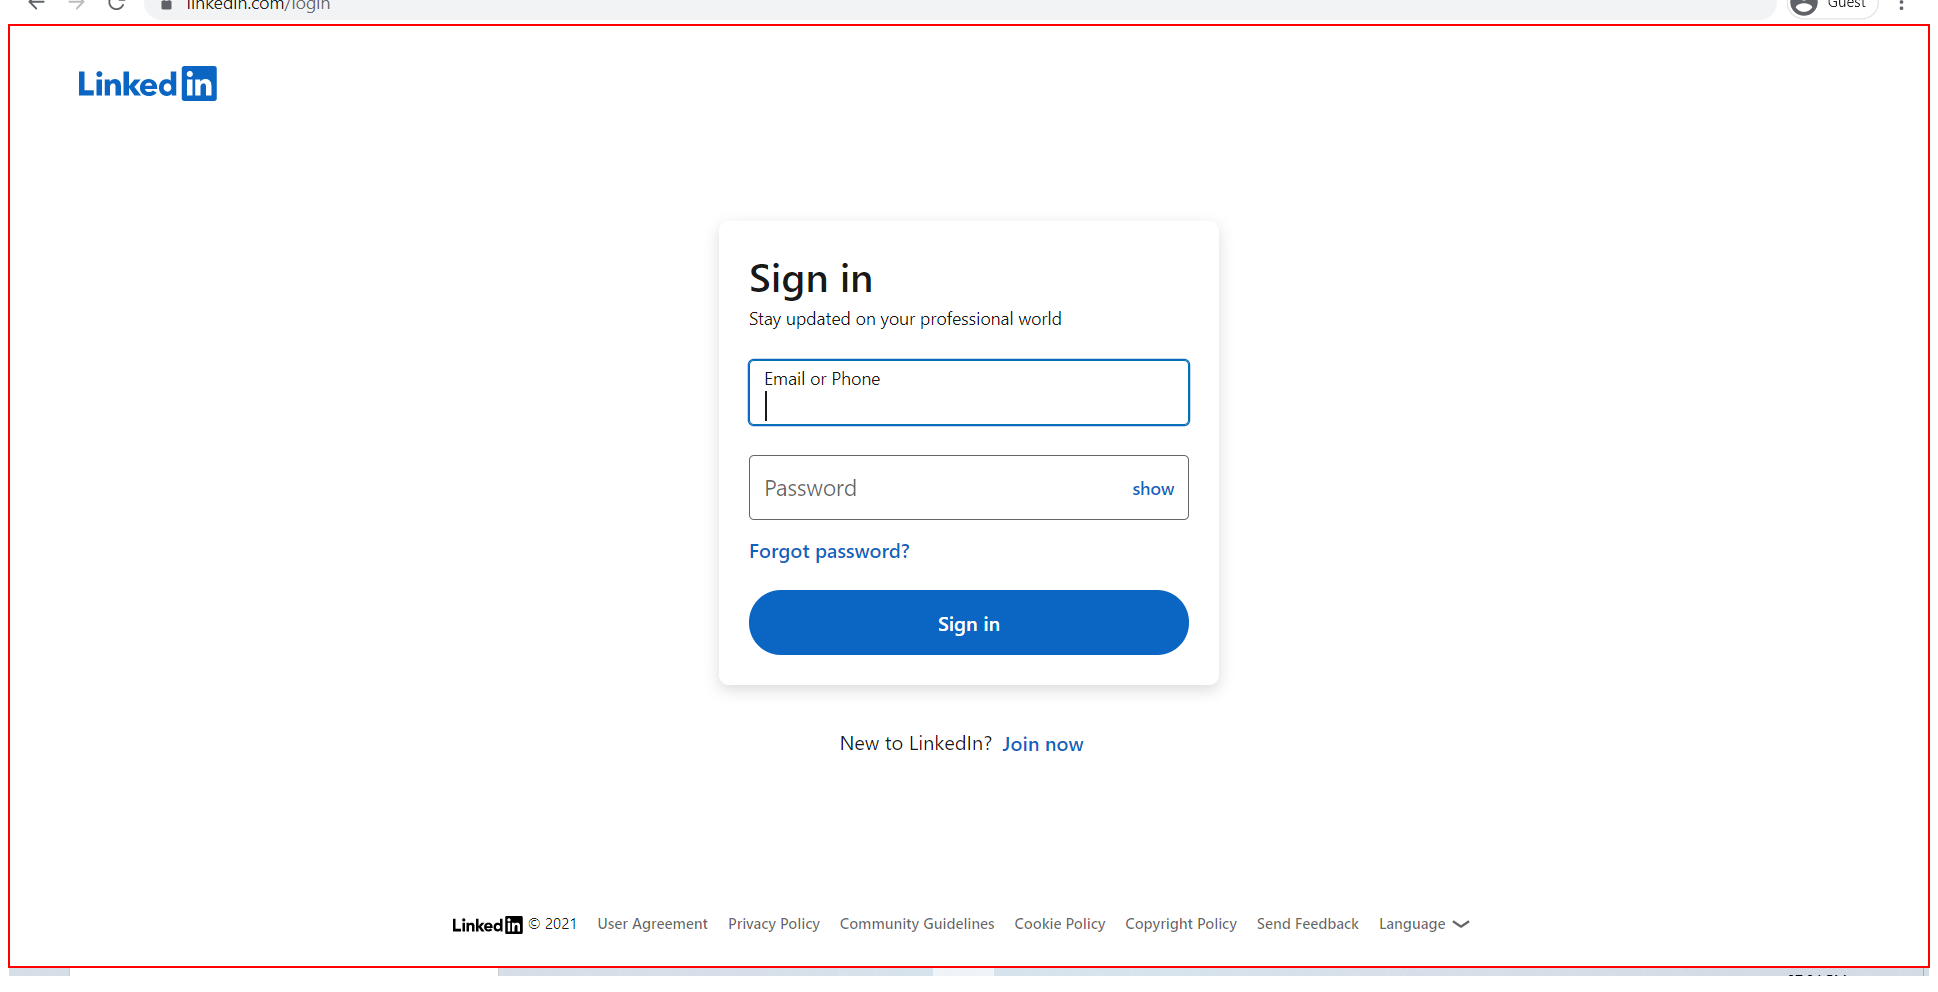 linkedin.com/login
Guest
Linked in
Sign in
Stay updated on your professional world
Email or Phone
Password
show
Forgot password?
Sign in
New to LinkedIn? Join now
Linked in © 2021 User Agreement Privacy Policy Community Guidelines Cookie Policy Copyright Policy Send Feedback Language